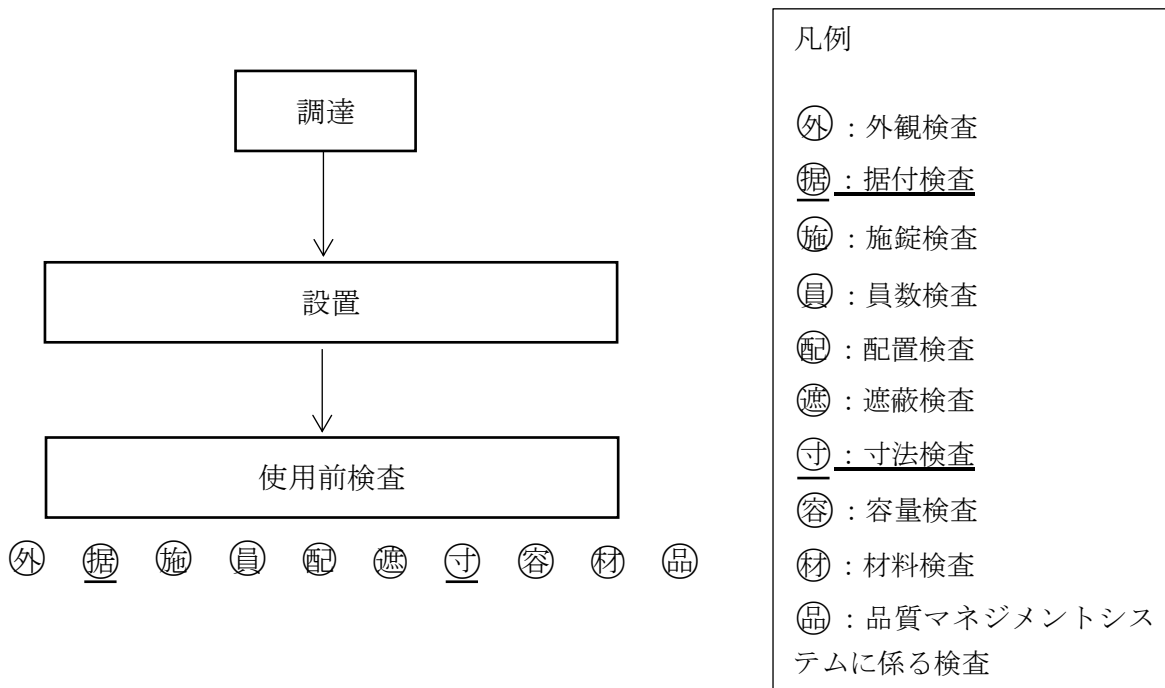 調達
設置
使用前検査
外 据 施 員 配 遮 寸 容 材 品
凡例
外：外観検査
据：据付検査
施：施錠検査
員：員数検査
配：配置検査
遮：遮蔽検査
寸：寸法検査
容：容量検査
材：材料検査
品：品質マネジメントシス
テムに係る検査